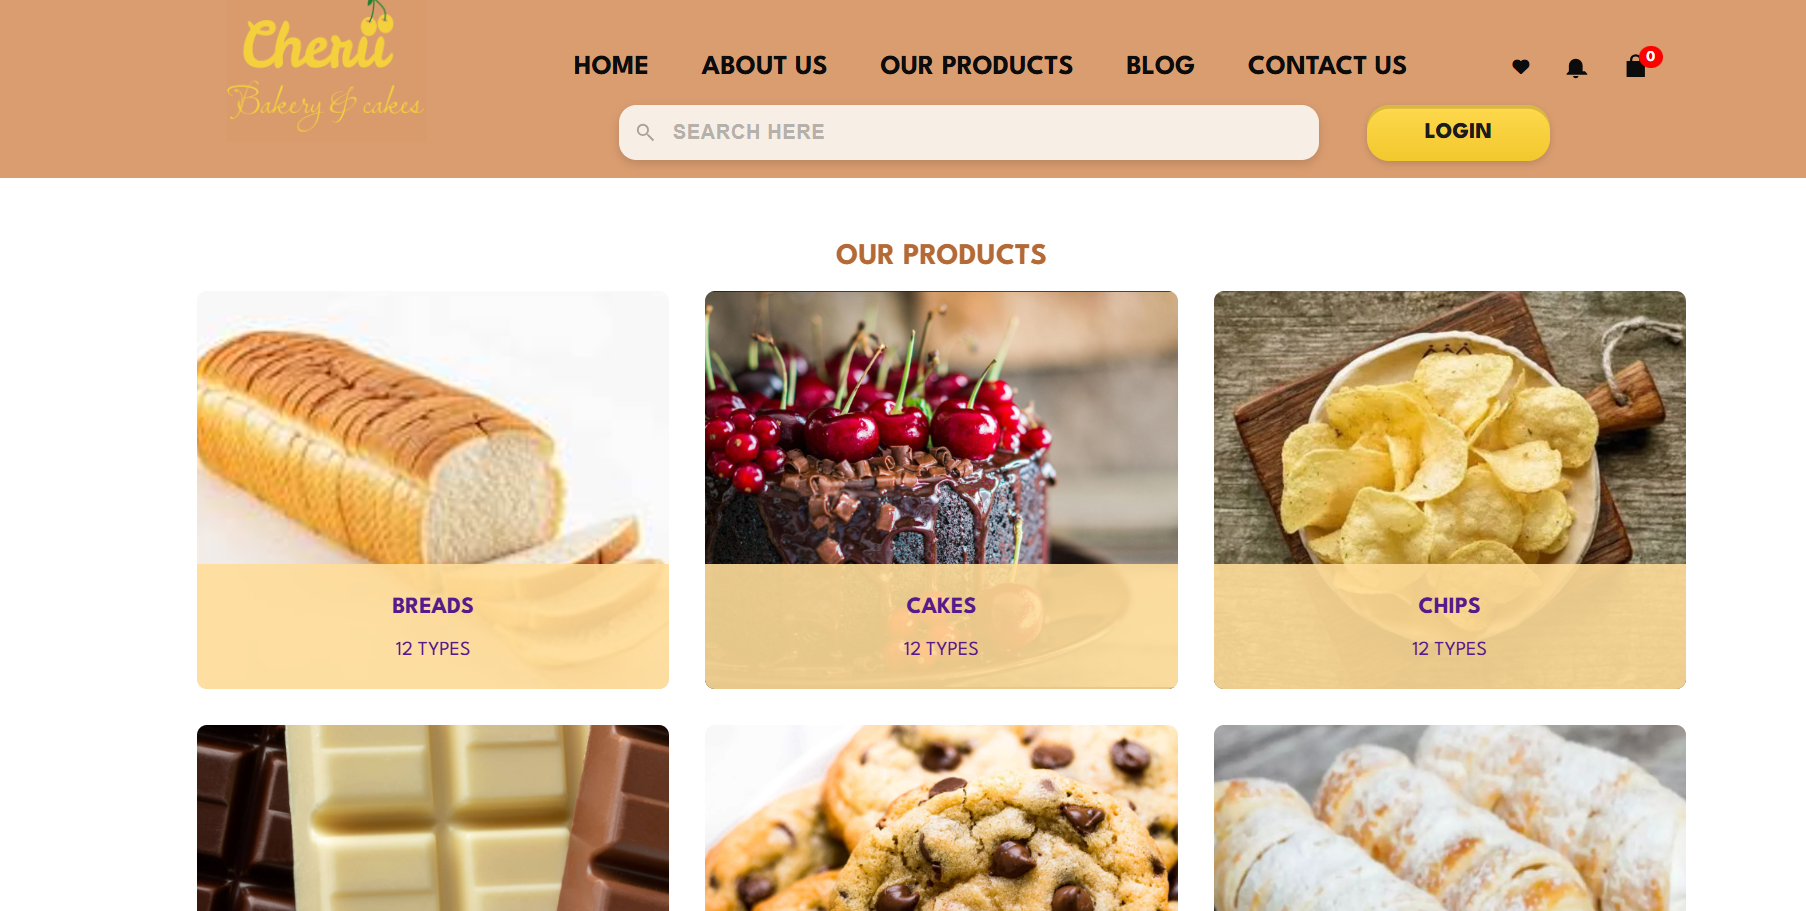 Cherii
Bakery & cakes
HOME ABOUT US OUR PRODUCTS BLOG CONTACT US 0
SEARCH HERE LOGIN
OUR PRODUCTS
BREADS
12 TYPES
CAKES
12 TYPES
CHIPS
12 TYPES